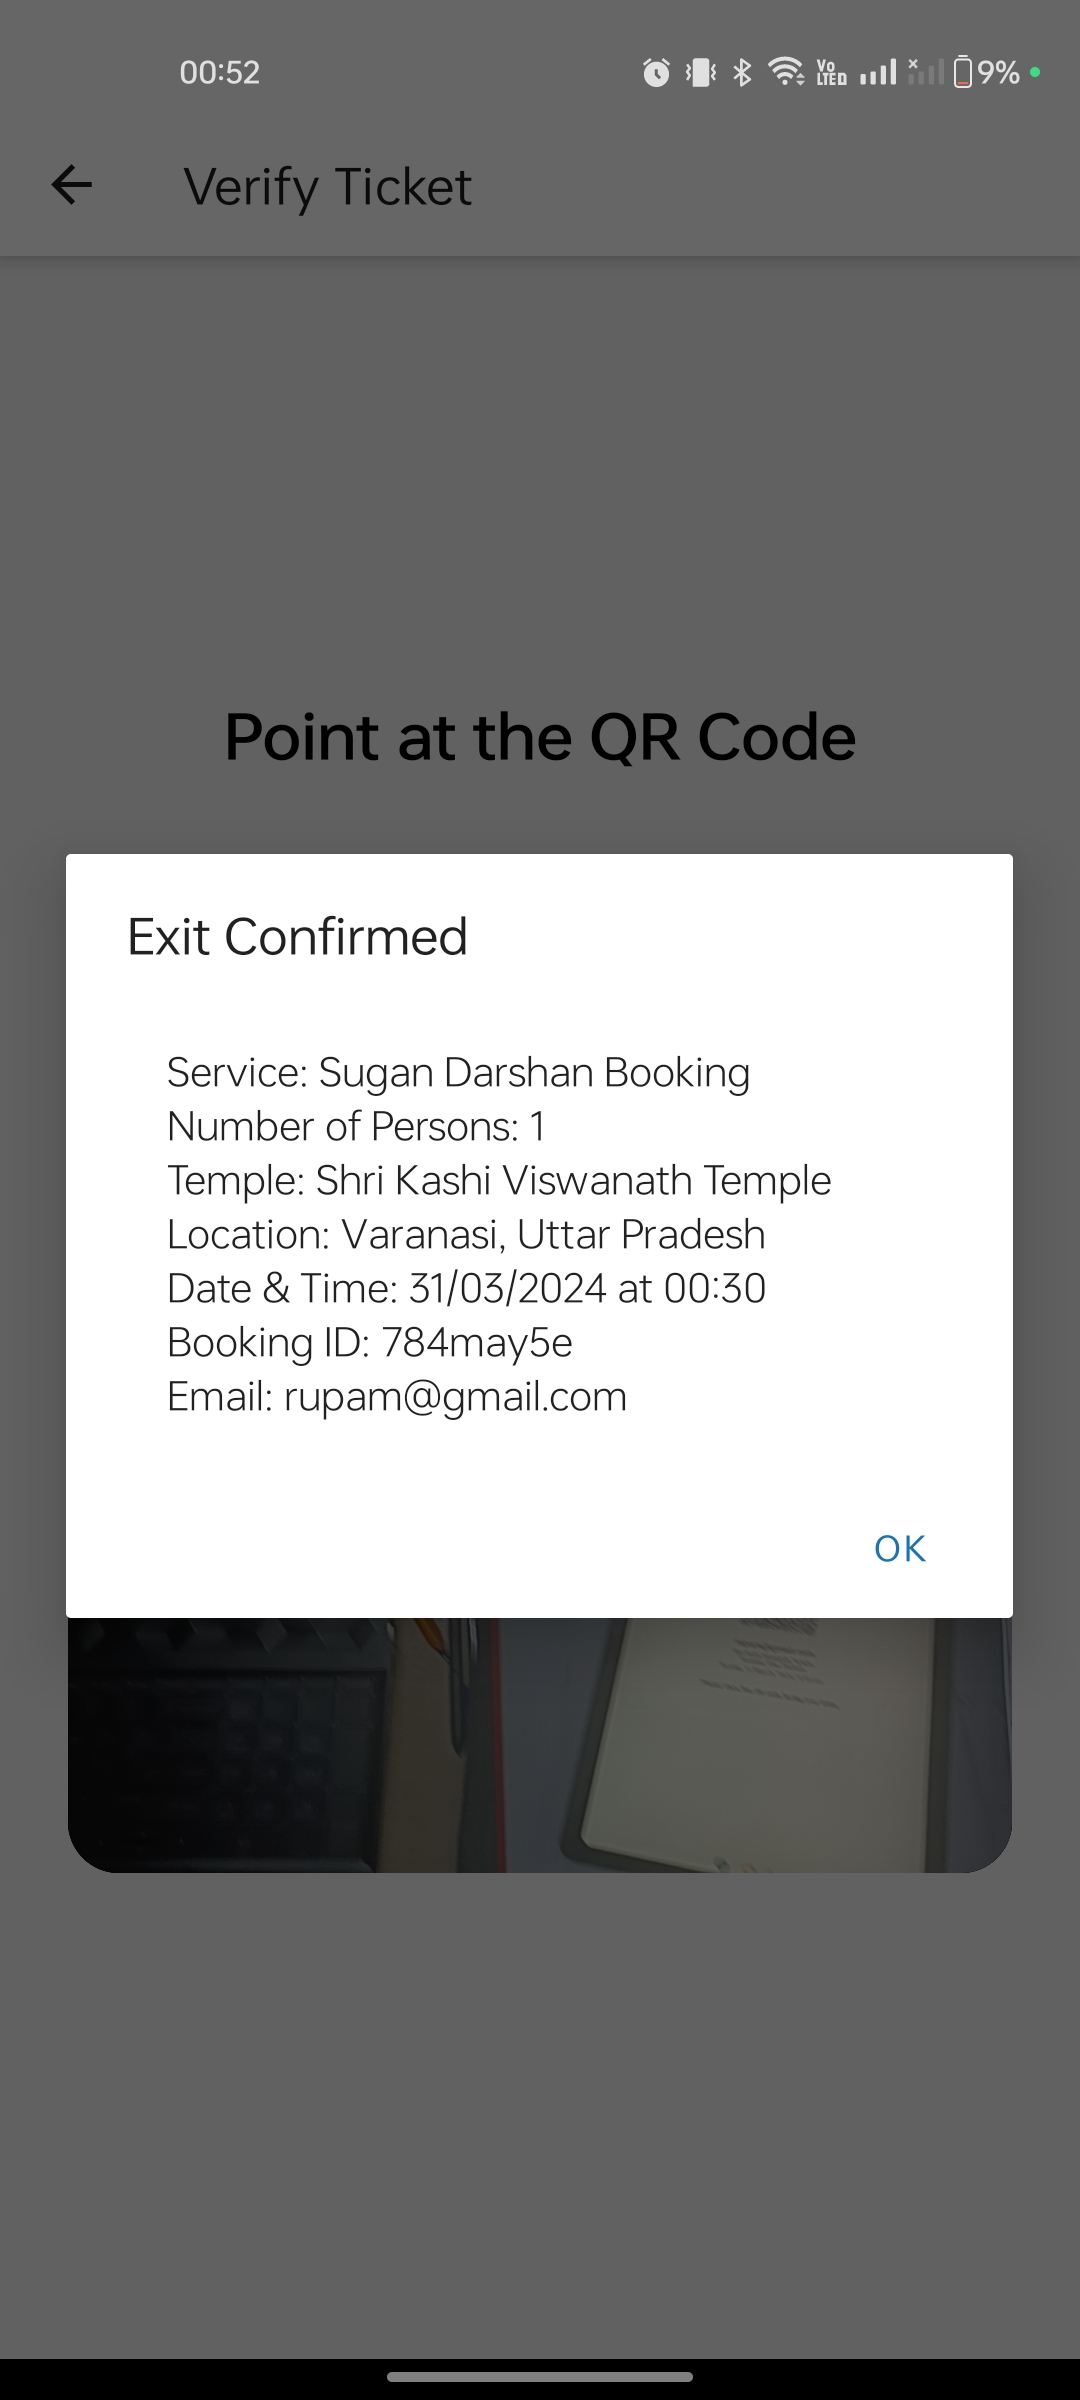 00:52
Vo LTE 9%
Verify Ticket
Point at the QR Code
Exit Confirmed
Service: Sugan Darshan Booking
Number of Persons: 1
Temple: Shri Kashi Viswanath Temple
Location: Varanasi, Uttar Pradesh
Date & Time: 31/03/2024 at 00:30
Booking ID: 784may5e
Email: rupam@gmail.com
OK